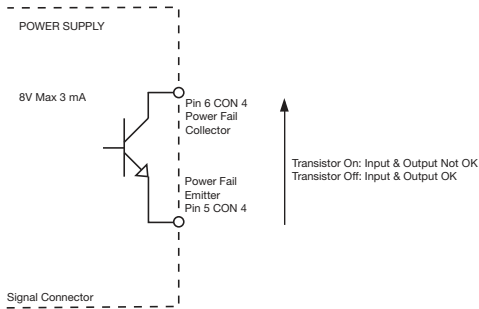 POWER SUPPLY
8V Max 3 mA
Pin 6 CON 4
Power Fail
Collector
Transistor On: Input & Output Not OK
Transistor Off: Input & Output OK
Power Fail
Emitter
Pin 5 CON 4
Signal Connector